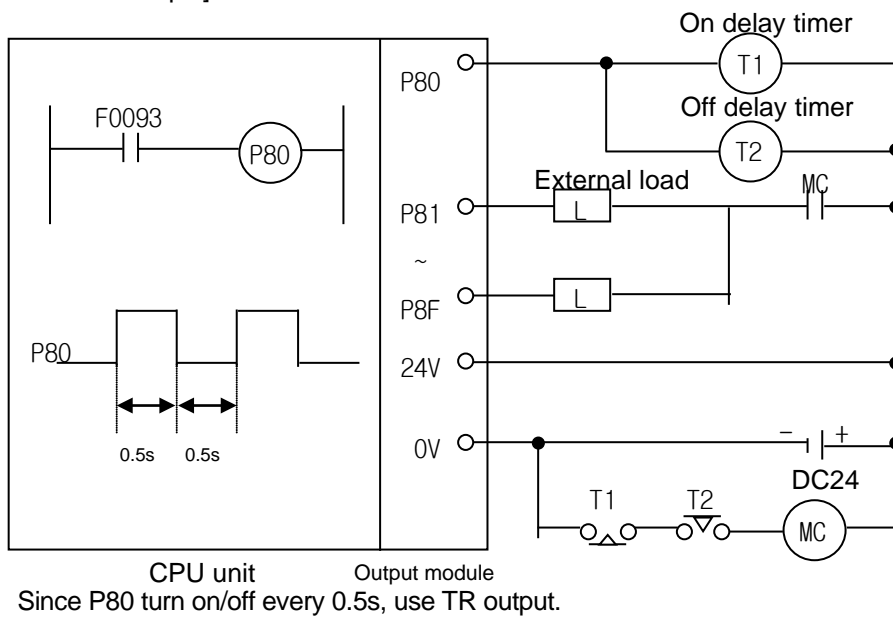 On delay timer
P80
T1
Off delay timer
F0093
P80
T2
External load
MC
P81
L
~
P8F
L
P80
24V
0.5s 0.5s
0V
− +
DC24
T1 T2
MC
CPU unit
Output module
Since P80 turn on/off every 0.5s, use TR output.